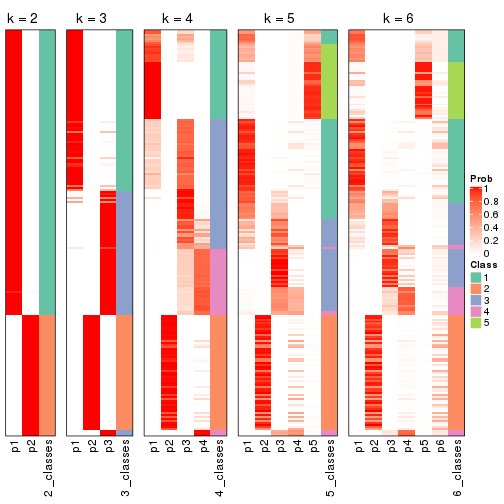 k = 2
k = 3
k = 4
k = 5
k = 6
Prob
1
0.8
0.6
0.4
0.2
0
Class
1
2
3
4
5
p1
p2
2_classes
p1
p2
p3
3_classes
p1
p2
p3
p4
4_classes
p1
p2
p3
p4
p5
5_classes
p1
p2
p3
p4
p5
p6
6_classes